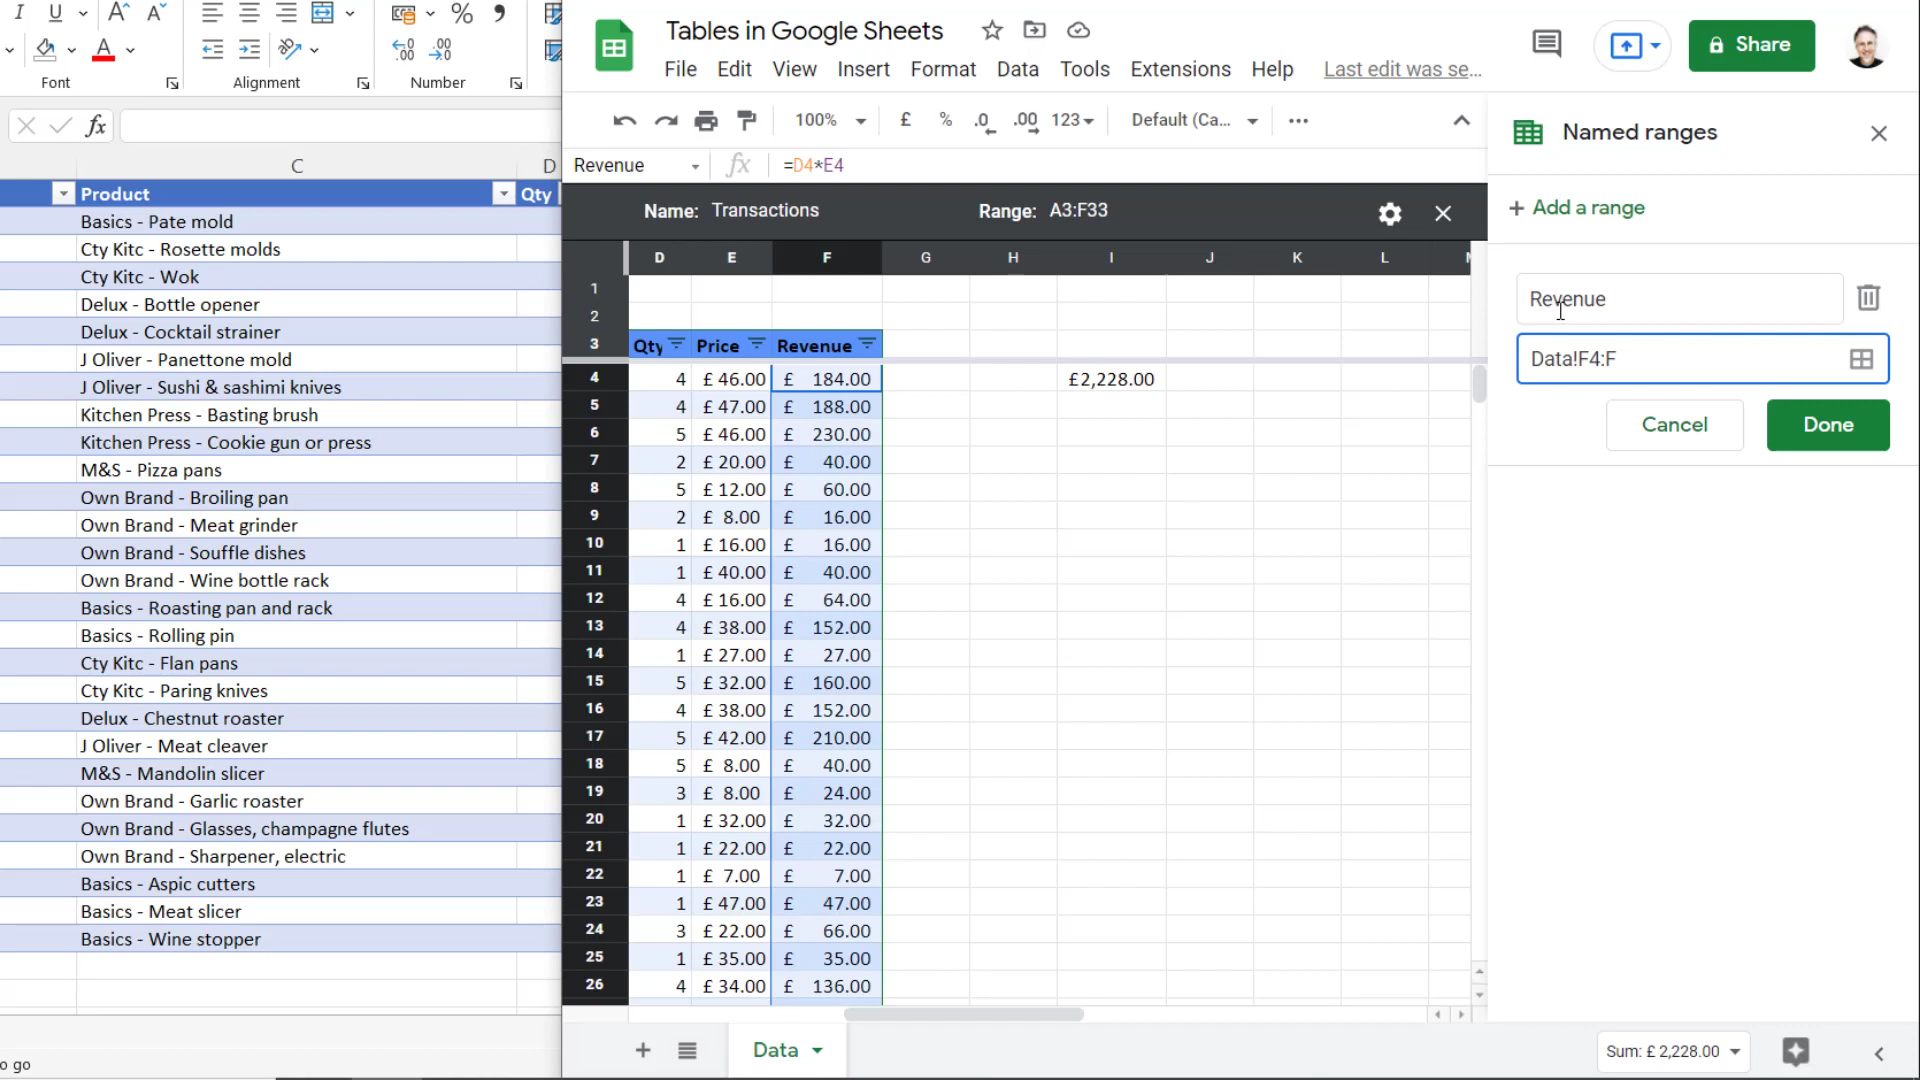 I U A A %
A
Font Alignment Number
fx
C D
Product Qty
Basics - Pate mold
Cty Kitc - Rosette molds
Cty Kitc - Wok
Delux - Bottle opener
Delux - Cocktail strainer
J Oliver - Panettone mold
J Oliver - Sushi & sashimi knives
Kitchen Press - Basting brush
Kitchen Press - Cookie gun or press
M&S - Pizza pans
Own Brand - Broiling pan
Own Brand - Meat grinder
Own Brand - Souffle dishes
Own Brand - Wine bottle rack
Basics - Roasting pan and rack
Basics - Rolling pin
Cty Kitc - Flan pans
Cty Kitc - Paring knives
Delux - Chestnut roaster
J Oliver - Meat cleaver
M&S - Mandolin slicer
Own Brand - Garlic roaster
Own Brand - Glasses, champagne flutes
Own Brand - Sharpener, electric
Basics - Aspic cutters
Basics - Meat slicer
Basics - Wine stopper
o go
Tables in Google Sheets
File Edit View Insert Format Data Tools Extensions Help Last edit was se...
Share
100% £ % .0 .00 123 Default (Ca... ...
Revenue fx =D4*E4
Name: Transactions Range: A3:F33
D E F G H I J K L
1
2
3 Qty Price Revenue
4 4 £ 46.00 £ 184.00 £2,228.00
5 4 £ 47.00 £ 188.00
6 5 £ 46.00 £ 230.00
7 2 £ 20.00 £ 40.00
8 5 £ 12.00 £ 60.00
9 2 £ 8.00 £ 16.00
10 1 £ 16.00 £ 16.00
11 1 £ 40.00 £ 40.00
12 4 £ 16.00 £ 64.00
13 4 £ 38.00 £ 152.00
14 1 £ 27.00 £ 27.00
15 5 £ 32.00 £ 160.00
16 4 £ 38.00 £ 152.00
17 5 £ 42.00 £ 210.00
18 5 £ 8.00 £ 40.00
19 3 £ 8.00 £ 24.00
20 1 £ 32.00 £ 32.00
21 1 £ 22.00 £ 22.00
22 1 £ 7.00 £ 7.00
23 1 £ 47.00 £ 47.00
24 3 £ 22.00 £ 66.00
25 1 £ 35.00 £ 35.00
26 4 £ 34.00 £ 136.00
Data
Named ranges
+ Add a range
Revenue
Data!F4:F
Cancel Done
Sum: £ 2,228.00